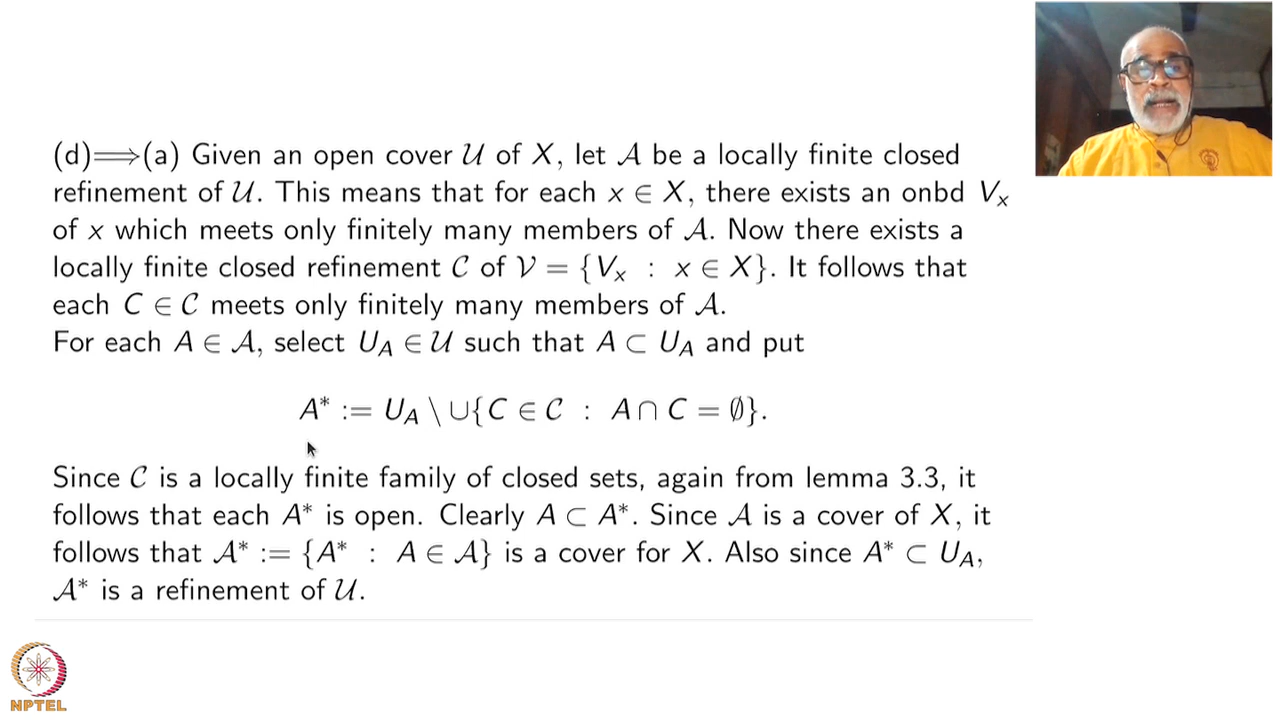 (d)⟹(a) Given an open cover 𝒰 of X, let 𝒜 be a locally finite closed
refinement of 𝒰. This means that for each x ∈ X, there exists an onbd Vₓ
of x which meets only finitely many members of 𝒜. Now there exists a
locally finite closed refinement 𝒞 of 𝒱 = {Vₓ : x ∈ X}. It follows that
each C ∈ 𝒞 meets only finitely many members of 𝒜.
For each A ∈ 𝒜, select U_A ∈ 𝒰 such that A ⊂ U_A and put
A* := U_A \ ∪{C ∈ 𝒞 : A ∩ C = ∅}.
Since 𝒞 is a locally finite family of closed sets, again from lemma 3.3, it
follows that each A* is open. Clearly A ⊂ A*. Since 𝒜 is a cover of X, it
follows that 𝒜* := {A* : A ∈ 𝒜} is a cover for X. Also since A* ⊂ U_A,
𝒜* is a refinement of 𝒰.
NPTEL